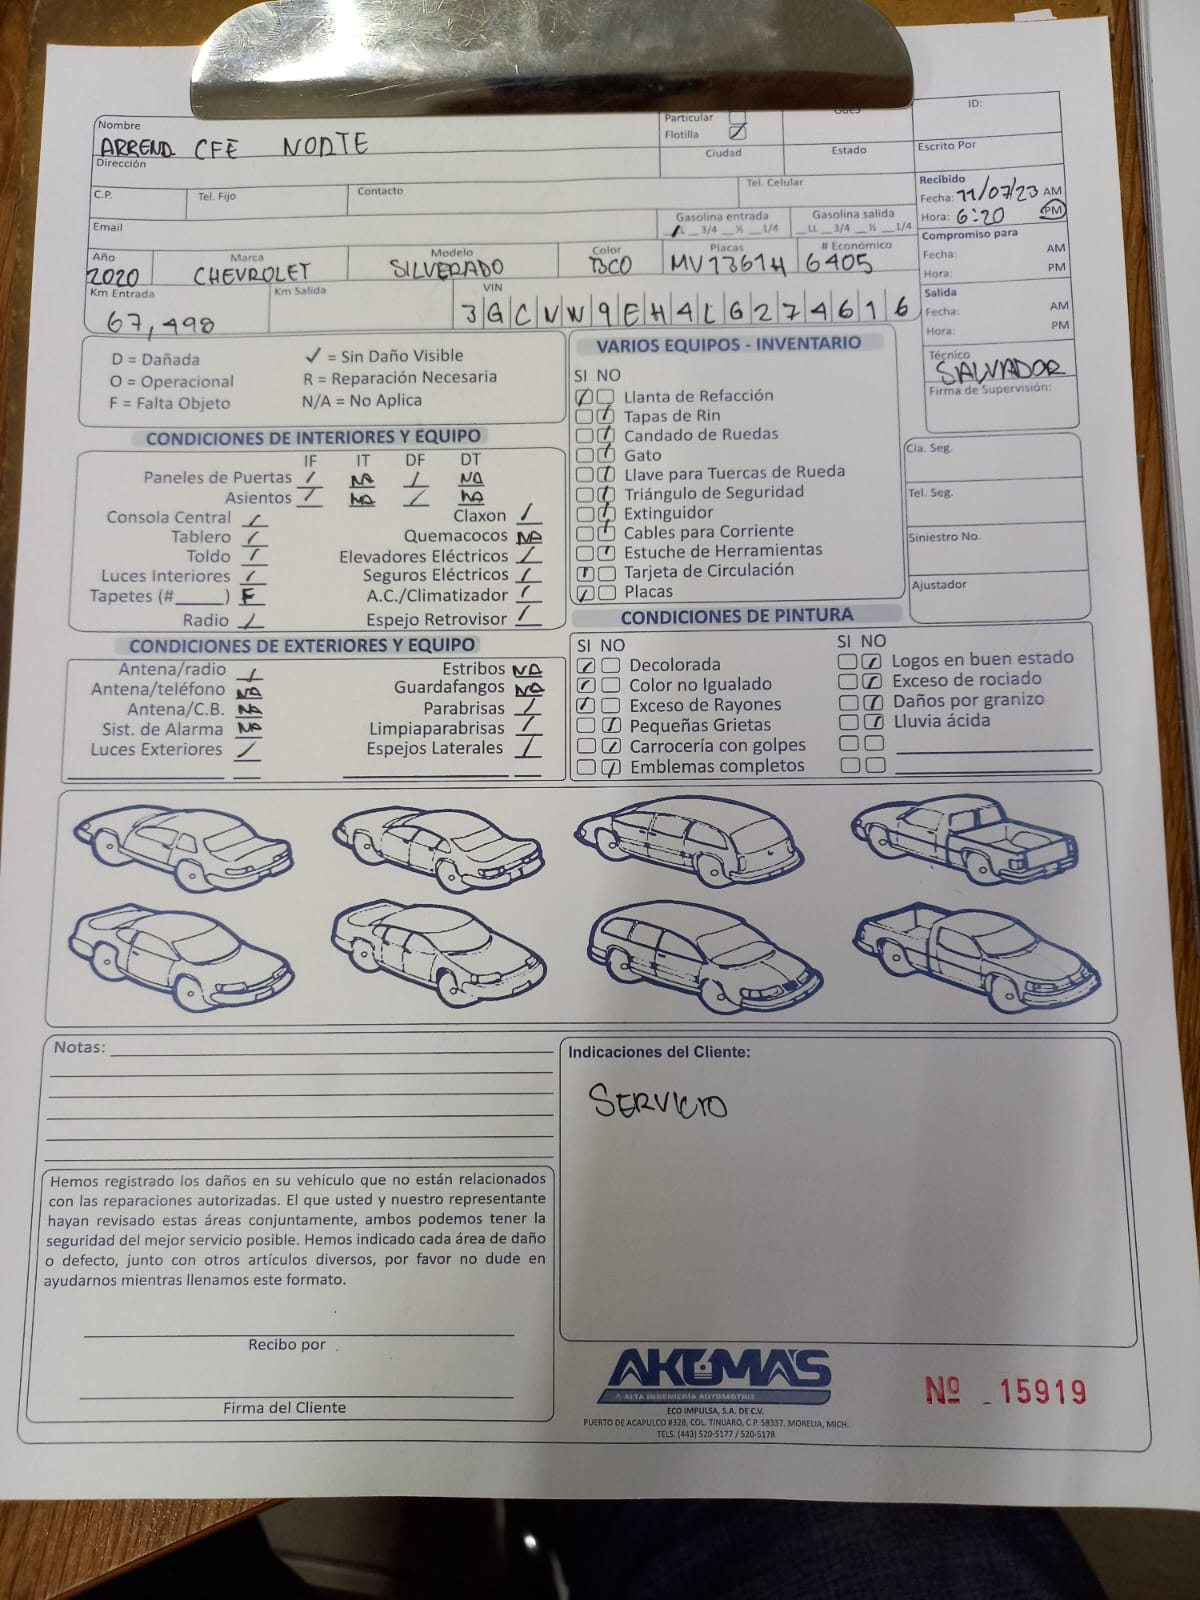 Particular
ID:
Nombre
ARREND. CFE NORTE
Flotilla
Dirección
Ciudad
Estado
Escrito Por
C.P.
Tel. Fijo
Contacto
Tel. Celular
Recibido
Fecha: 11/07/23 AM
Hora: 6:20 PM
Email
Gasolina entrada
LL __3/4 __½ __1/4
Gasolina salida
__LL __3/4 __½ __1/4
Compromiso para
Fecha: AM
Hora: PM
Año
2020
Marca
CHEVROLET
Modelo
SILVERADO
Color
BCO
Placas
MV1361H
# Económico
6405
Km Entrada
67,498
Km Salida
VIN
3GCVW9EH4LG274616
Salida
Fecha: AM
Hora: PM
Técnico
SALVADOR
Firma de Supervisión:
D = Dañada
✓ = Sin Daño Visible
O = Operacional
R = Reparación Necesaria
F = Falta Objeto
N/A = No Aplica
CONDICIONES DE INTERIORES Y EQUIPO
IF IT DF DT
Paneles de Puertas / NA / NA
Asientos / NA / NA
Consola Central /
Claxon /
Tablero /
Quemacocos NA
Toldo /
Elevadores Eléctricos /
Luces Interiores /
Seguros Eléctricos /
Tapetes (#_____) F
A.C./Climatizador /
Radio /
Espejo Retrovisor /
CONDICIONES DE EXTERIORES Y EQUIPO
Antena/radio /
Estribos NA
Antena/teléfono NA
Guardafangos NA
Antena/C.B. NA
Parabrisas /
Sist. de Alarma NA
Limpiaparabrisas /
Luces Exteriores /
Espejos Laterales /
VARIOS EQUIPOS - INVENTARIO
SI NO
Llanta de Refacción
Tapas de Rin
Candado de Ruedas
Gato
Llave para Tuercas de Rueda
Triángulo de Seguridad
Extinguidor
Cables para Corriente
Estuche de Herramientas
Tarjeta de Circulación
Placas
Cía. Seg.
Tel. Seg.
Siniestro No.
Ajustador
CONDICIONES DE PINTURA
SI NO
Decolorada
Color no Igualado
Exceso de Rayones
Pequeñas Grietas
Carrocería con golpes
Emblemas completos
SI NO
Logos en buen estado
Exceso de rociado
Daños por granizo
Lluvia ácida
Notas:
Indicaciones del Cliente:
SERVICIO
Hemos registrado los daños en su vehiculo que no están relacionados
con las reparaciones autorizadas. El que usted y nuestro representante
hayan revisado estas áreas conjuntamente, ambos podemos tener la
seguridad del mejor servicio posible. Hemos indicado cada área de daño
o defecto, junto con otros artículos diversos, por favor no dude en
ayudarnos mientras llenamos este formato.
Recibo por
Firma del Cliente
AKUMA'S
ALTA INGENIERÍA AUTOMOTRIZ
ECO IMPULSA, S.A. DE C.V.
PUERTO DE ACAPULCO #328, COL. TINIJARO, C.P. 58337, MORELIA, MICH.
TELS. (443) 520-5177 / 520-5178
Nº 15919